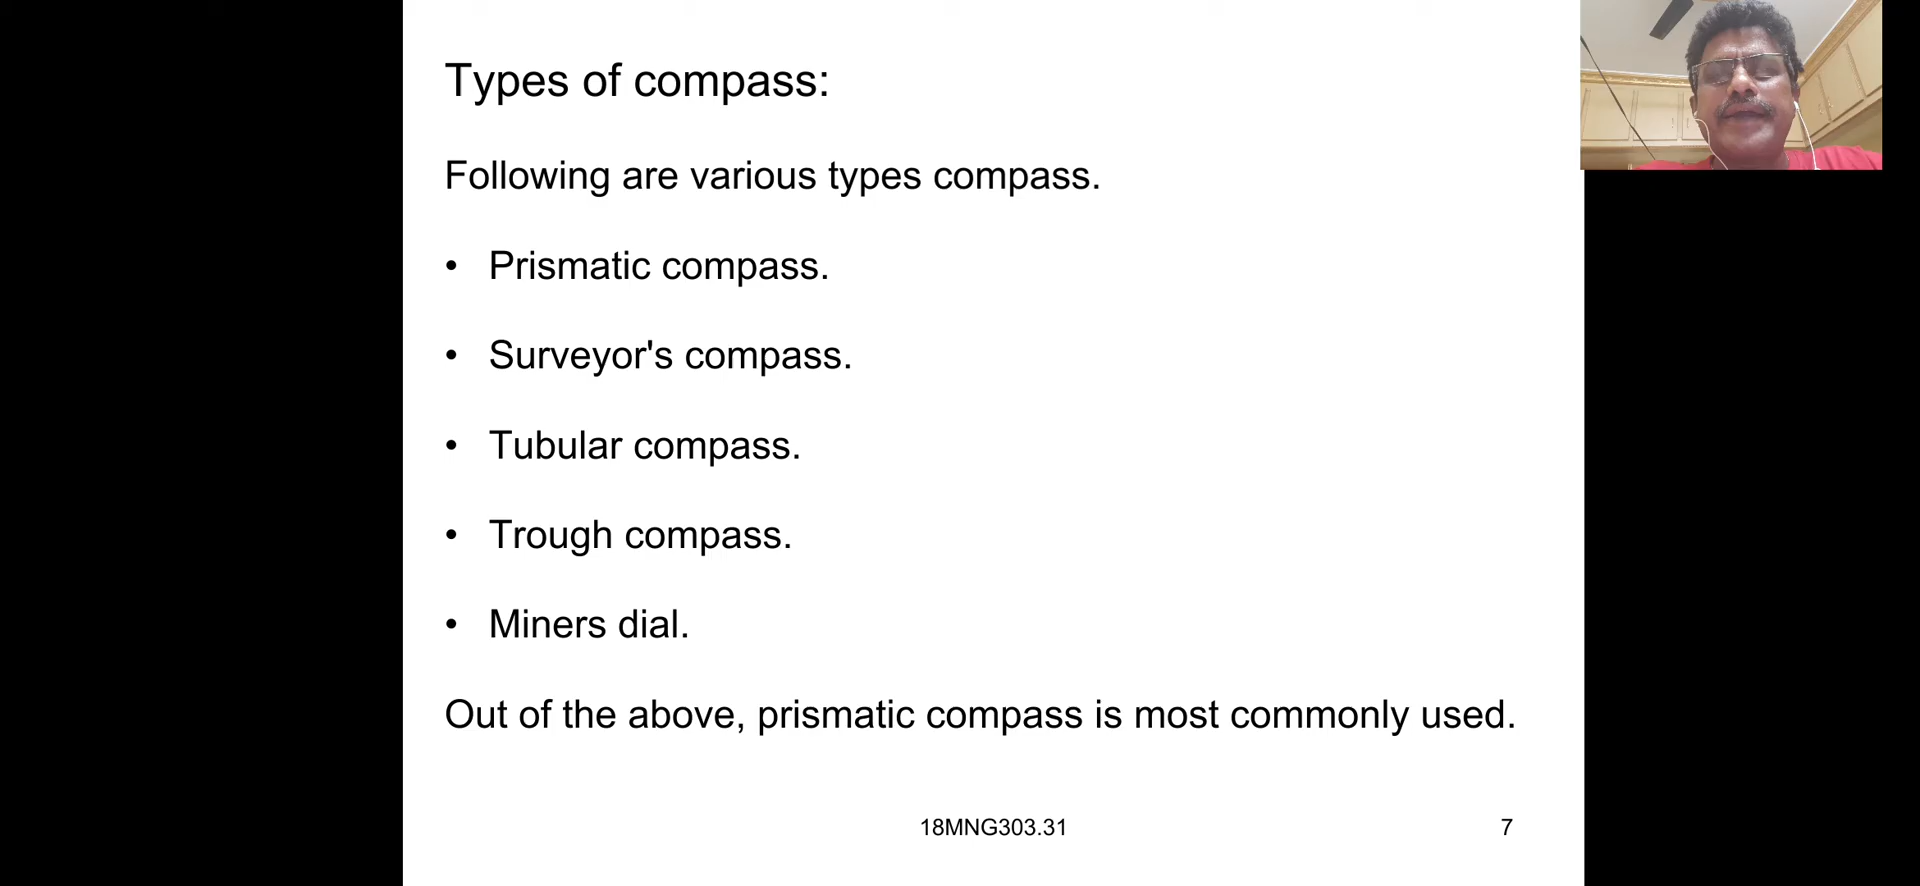 Types of compass:
Following are various types compass.
• Prismatic compass.
• Surveyor's compass.
• Tubular compass.
• Trough compass.
• Miners dial.
Out of the above, prismatic compass is most commonly used.
18MNG303.31
7